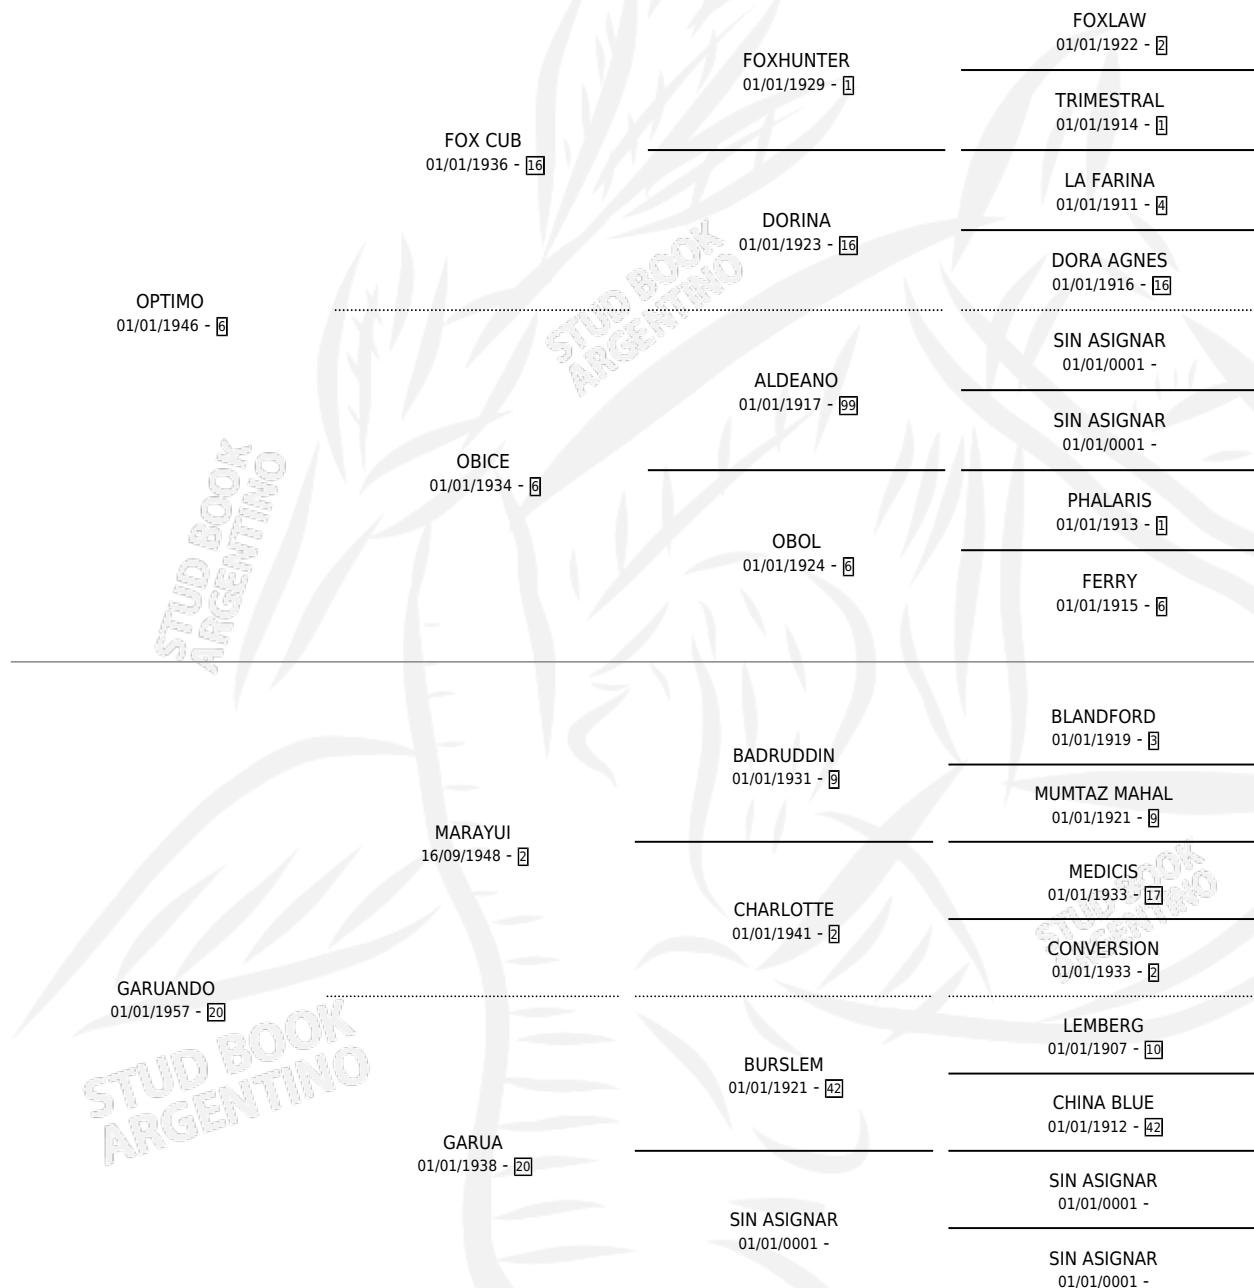 FOXLAW
01/01/1922 - 2
FOXHUNTER
01/01/1929 - 1
TRIMESTRAL
01/01/1914 - 1
FOX CUB
01/01/1936 - 16
LA FARINA
01/01/1911 - 4
DORINA
01/01/1923 - 16
DORA AGNES
01/01/1916 - 16
OPTIMO
01/01/1946 - 6
SIN ASIGNAR
01/01/0001 -
ALDEANO
01/01/1917 - 99
SIN ASIGNAR
01/01/0001 -
OBICE
01/01/1934 - 6
PHALARIS
01/01/1913 - 1
OBOL
01/01/1924 - 6
FERRY
01/01/1915 - 6
STUD BOOK
ARGENTINO
STUD BOOK
ARGENTINO
BLANDFORD
01/01/1919 - 3
BADRUDDIN
01/01/1931 - 9
MUMTAZ MAHAL
01/01/1921 - 9
MARAYUI
16/09/1948 - 2
MEDICIS
01/01/1933 - 17
CHARLOTTE
01/01/1941 - 2
CONVERSION
01/01/1933 - 2
GARUANDO
01/01/1957 - 20
LEMBERG
01/01/1907 - 10
BURSLEM
01/01/1921 - 42
CHINA BLUE
01/01/1912 - 42
GARUA
01/01/1938 - 20
SIN ASIGNAR
01/01/0001 -
SIN ASIGNAR
01/01/0001 -
SIN ASIGNAR
01/01/0001 -
STUD BOOK
ARGENTINO
STUD BOOK
ARGENTINO